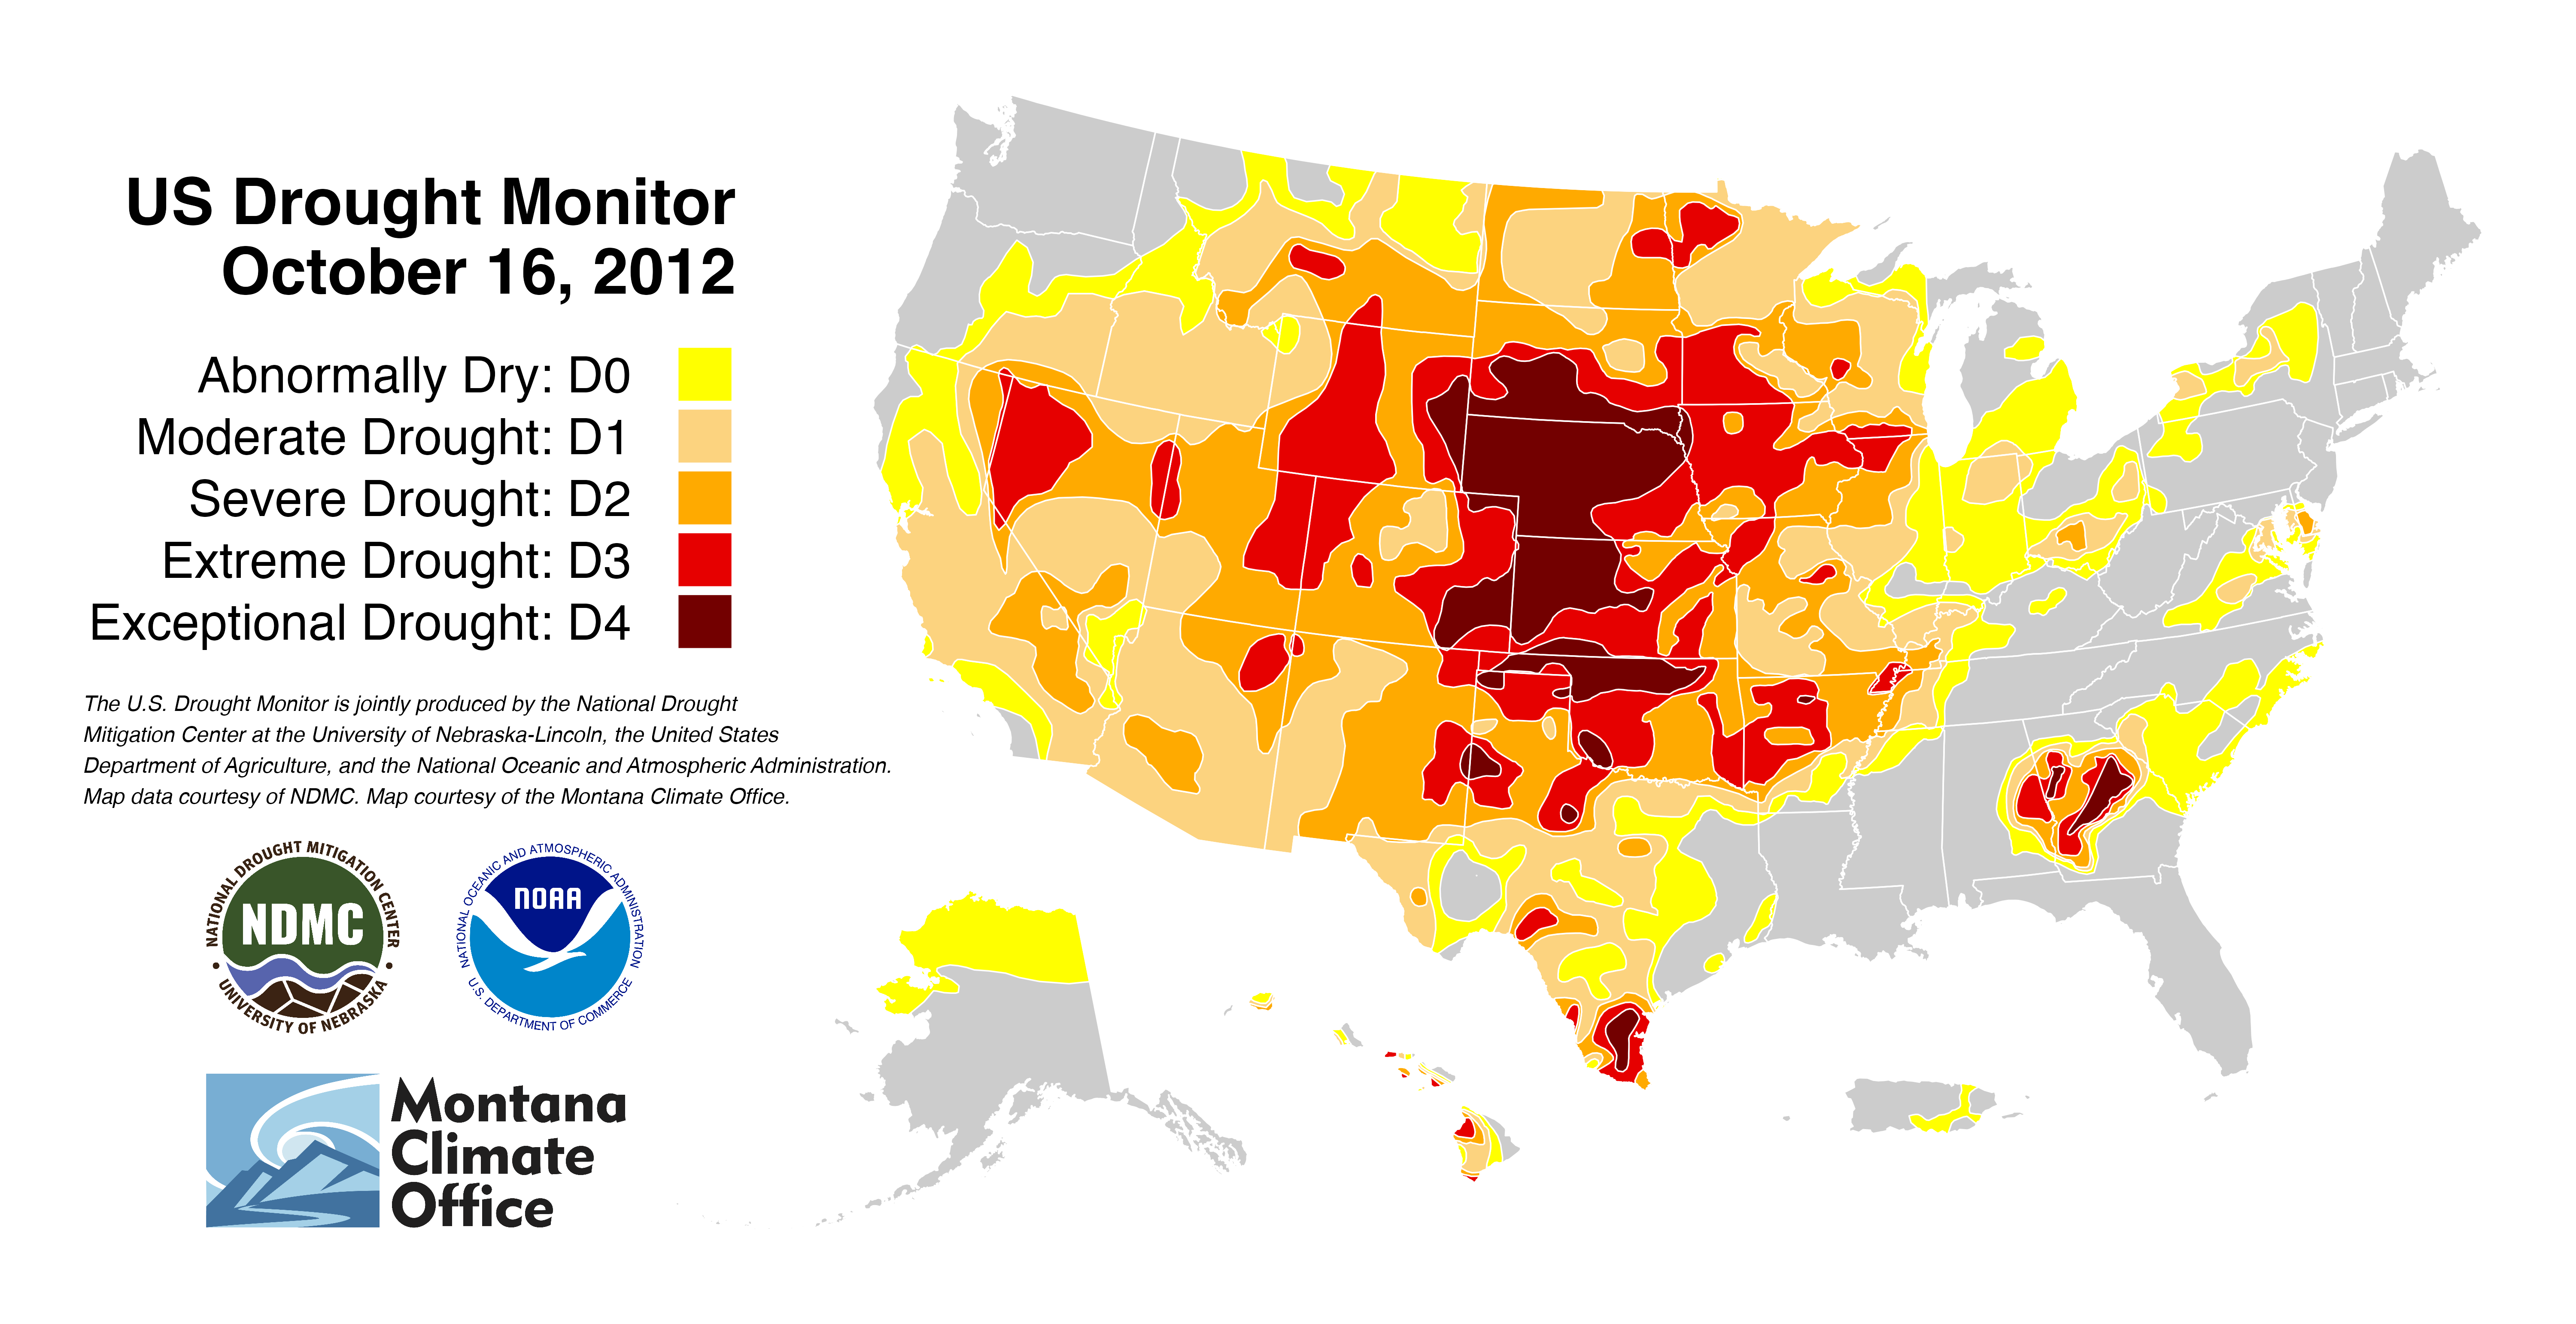 US Drought Monitor
October 16, 2012
Abnormally Dry: D0
Moderate Drought: D1
Severe Drought: D2
Extreme Drought: D3
Exceptional Drought: D4
The U.S. Drought Monitor is jointly produced by the National Drought
Mitigation Center at the University of Nebraska-Lincoln, the United States
Department of Agriculture, and the National Oceanic and Atmospheric Administration.
Map data courtesy of NDMC. Map courtesy of the Montana Climate Office.
NATIONAL DROUGHT MITIGATION CENTER
NDMC
• UNIVERSITY OF NEBRASKA •
NATIONAL OCEANIC AND ATMOSPHERIC ADMINISTRATION
NOAA
U.S. DEPARTMENT OF COMMERCE
Montana
Climate
Office